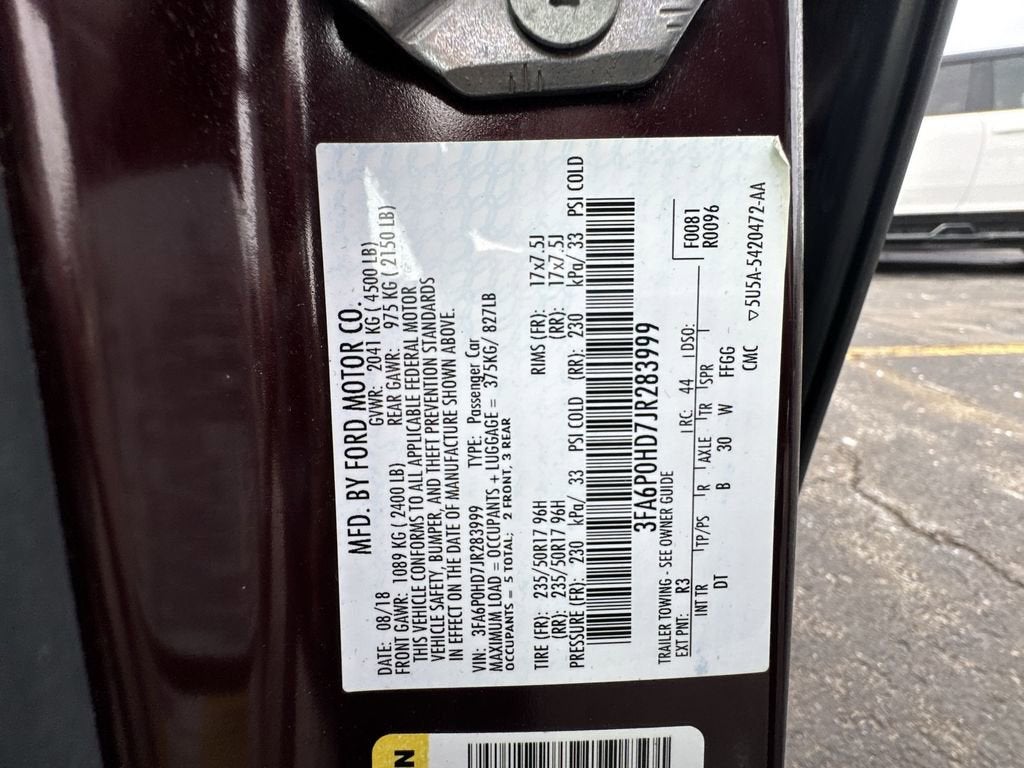 MFD. BY FORD MOTOR CO.
DATE: 08/18 GVWR: 2041 KG ( 4500 LB)
FRONT GAWR: 1089 KG ( 2400 LB) REAR GAWR: 975 KG ( 2150 LB)
THIS VEHICLE CONFORMS TO ALL APPLICABLE FEDERAL MOTOR
VEHICLE SAFETY, BUMPER, AND THEFT PREVENTION STANDARDS
IN EFFECT ON THE DATE OF MANUFACTURE SHOWN ABOVE.
VIN: 3FA6P0HD7JR283999 TYPE: Passenger Car
MAXIMUM LOAD = OCCUPANTS + LUGGAGE = 375KG/ 827LB
OCCUPANTS = 5 TOTAL; 2 FRONT, 3 REAR
TIRE (FR): 235/50R17 96H RIMS (FR): 17x7.5J
(RR): 235/50R17 96H (RR): 17x7.5J
PRESSURE (FR): 230 kPa/ 33 PSI COLD (RR): 230 kPa/ 33 PSI COLD
3FA6P0HD7JR283999
TRAILER TOWING - SEE OWNER GUIDE
F0081
R0096
EXT PNT: R3 RC: 44 DSO:
INT TR TP/PS R AXLE TR SPR
DT B 30 W FFGG
CMC
▽5U5A-5420472-AA